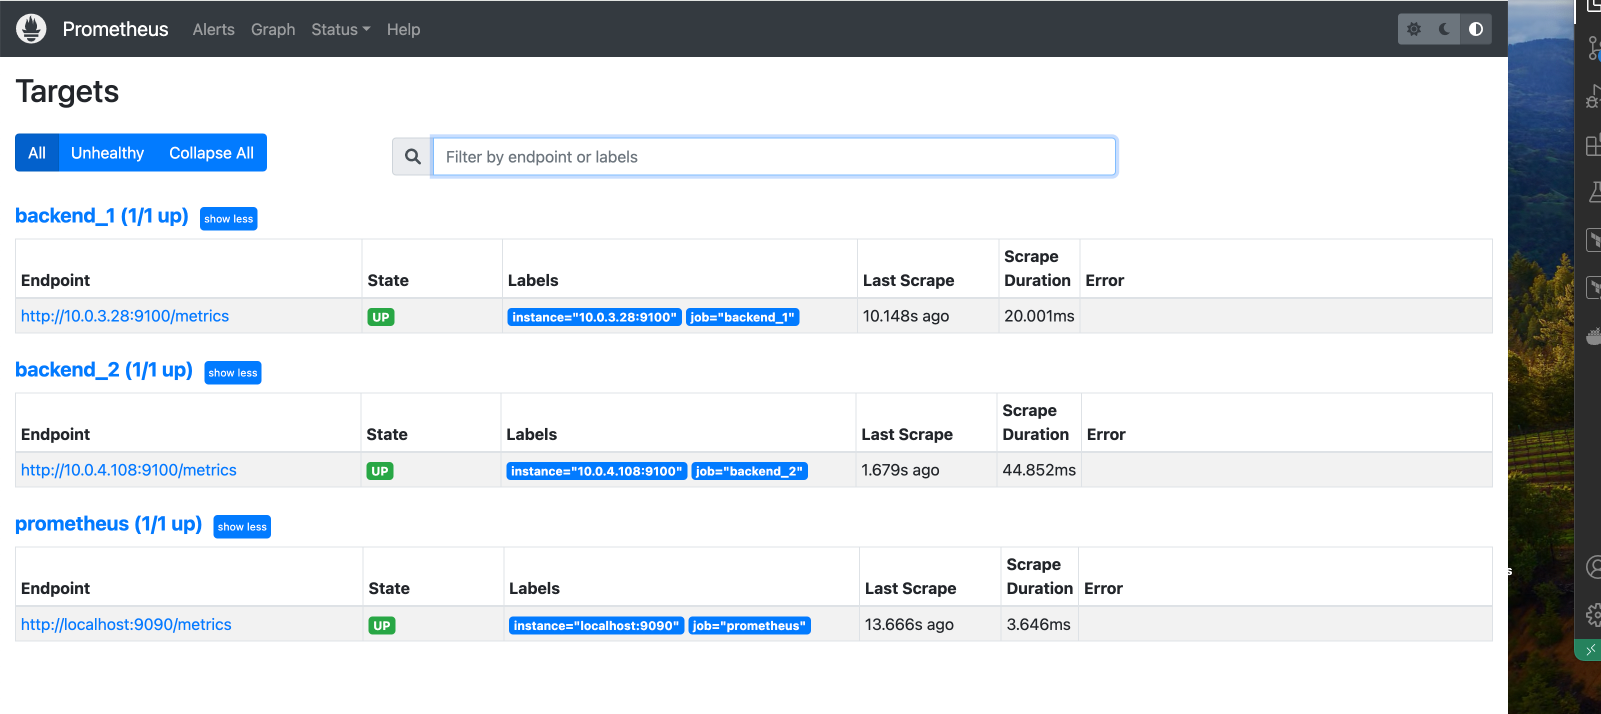 Prometheus Alerts Graph Status Help
Targets
All Unhealthy Collapse All
Filter by endpoint or labels
backend_1 (1/1 up) show less
Endpoint State Labels Last Scrape Scrape Duration Error
http://10.0.3.28:9100/metrics UP instance="10.0.3.28:9100" job="backend_1" 10.148s ago 20.001ms
backend_2 (1/1 up) show less
Endpoint State Labels Last Scrape Scrape Duration Error
http://10.0.4.108:9100/metrics UP instance="10.0.4.108:9100" job="backend_2" 1.679s ago 44.852ms
prometheus (1/1 up) show less
Endpoint State Labels Last Scrape Scrape Duration Error
http://localhost:9090/metrics UP instance="localhost:9090" job="prometheus" 13.666s ago 3.646ms